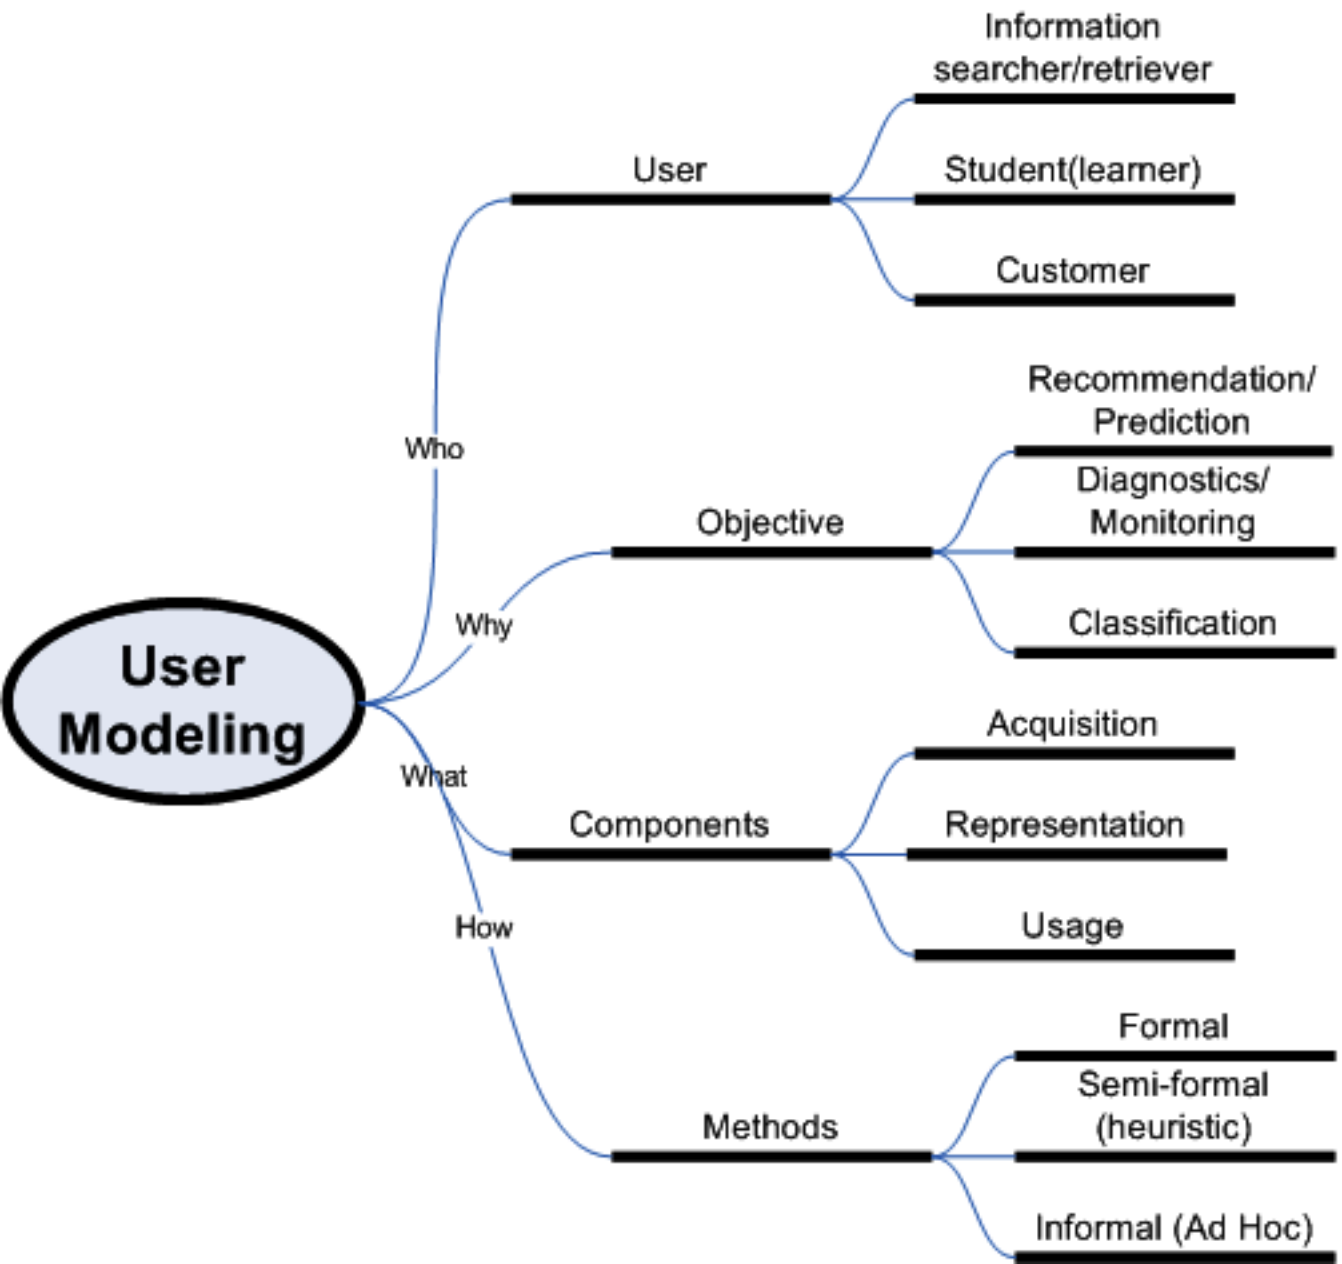 User
Modeling
Who
User
Information
searcher/retriever
Student(learner)
Customer
Why
Objective
Recommendation/
Prediction
Diagnostics/
Monitoring
Classification
What
Components
Acquisition
Representation
Usage
How
Methods
Formal
Semi-formal
(heuristic)
Informal (Ad Hoc)